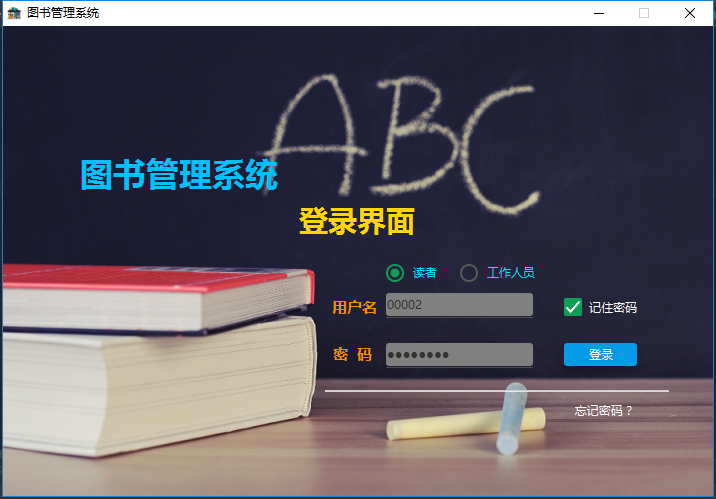 图书管理系统
ABC
图书管理系统
登录界面
读者 工作人员
用户名 00002 记住密码
密 码 ●●●●●●●● 登录
忘记密码？